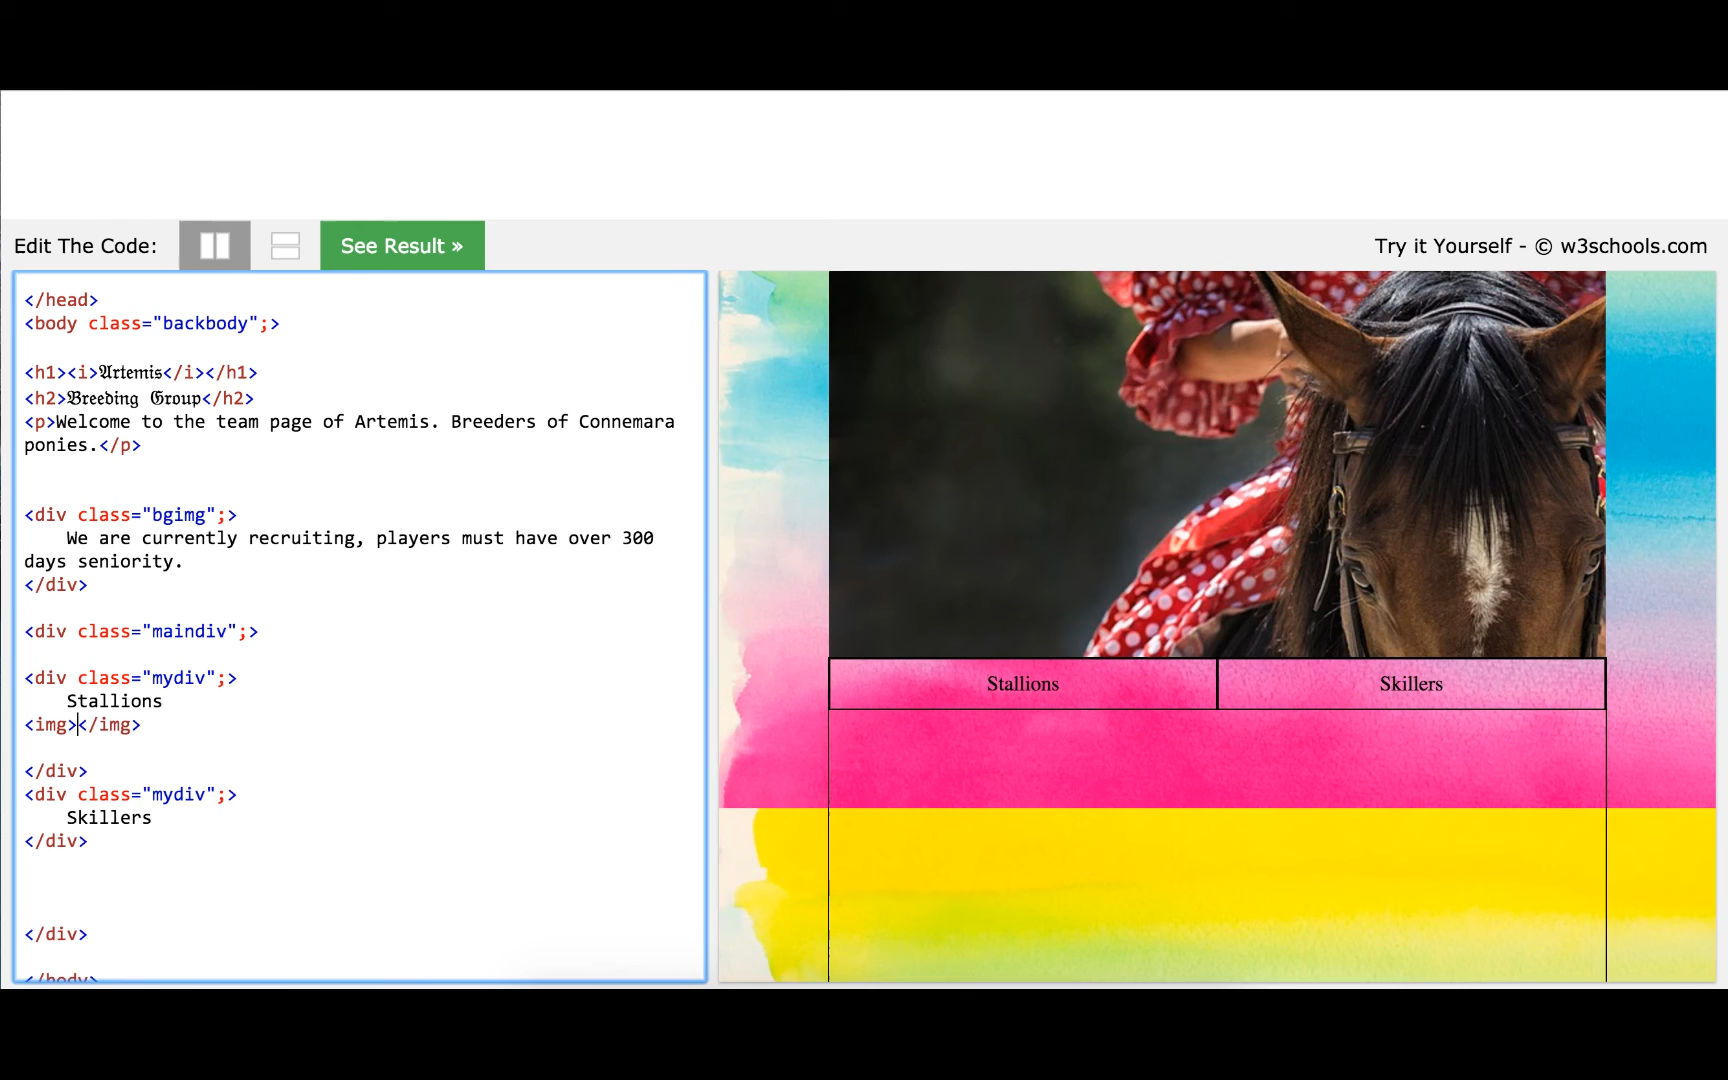 Edit The Code:
See Result »
Try it Yourself - © w3schools.com
</head>
<body class="backbody";>
<h1><i>𝔄𝔯𝔱𝔢𝔪𝔦𝔰</i></h1>
<h2>𝔅𝔯𝔢𝔢𝔡𝔦𝔫𝔤 𝔊𝔯𝔬𝔲𝔭</h2>
<p>Welcome to the team page of Artemis. Breeders of Connemara
ponies.</p>
<div class="bgimg";>
We are currently recruiting, players must have over 300
days seniority.
</div>
<div class="maindiv";>
<div class="mydiv";>
Stallions
<img></img>
</div>
<div class="mydiv";>
Skillers
</div>
</div>
</body>
Stallions
Skillers